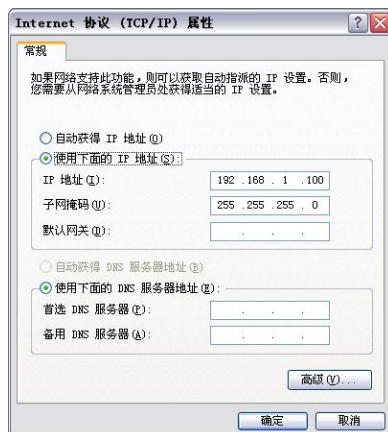 Internet 协议 (TCP/IP) 属性
常规
如果网络支持此功能，则可以获取自动指派的 IP 设置。否则，
您需要从网络系统管理员处获得适当的 IP 设置。
自动获得 IP 地址(O)
使用下面的 IP 地址(S):
IP 地址(I): 192 .168 . 1 .100
子网掩码(U): 255 .255 .255 . 0
默认网关(D): . . .
自动获得 DNS 服务器地址(B)
使用下面的 DNS 服务器地址(E):
首选 DNS 服务器(P): . . .
备用 DNS 服务器(A): . . .
高级(V)...
确定 取消